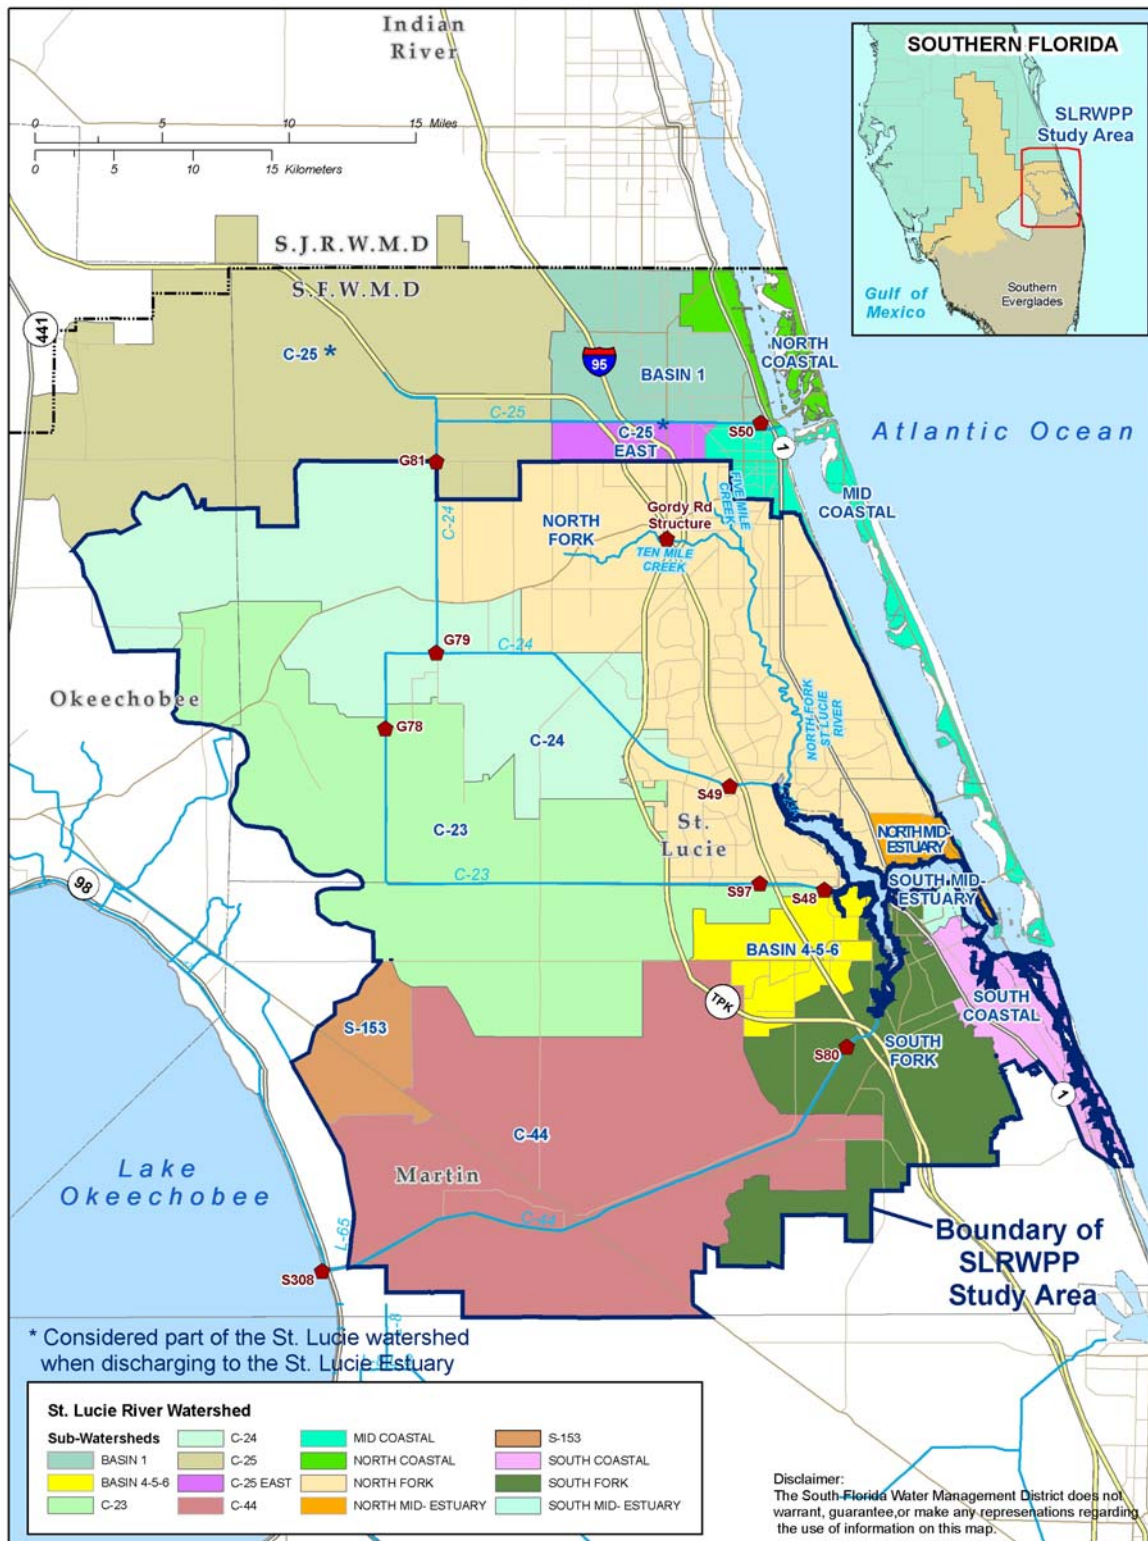 Indian
River
0 5 10 15 Miles
0 5 10 15 Kilometers
SOUTHERN FLORIDA
SLRWPP
Study Area
Gulf of
Mexico
Southern
Everglades
S.J.R.W.M.D
S.F.W.M.D
441
C-25 *
95
BASIN 1
NORTH
COASTAL
C-25
C-25 *
EAST
S50
1
Atlantic Ocean
G81
MID
COASTAL
C-24
NORTH
FORK
Gordy Rd
Structure
FIVE MILE
CREEK
TEN MILE
CREEK
G79
C-24
Okeechobee
G78
C-24
NORTH FORK
ST LUCIE
RIVER
S49
St.
Lucie
C-23
NORTH MID-
ESTUARY
98
C-23
S97
S48
SOUTH MID-
ESTUARY
BASIN 4-5-6
TPK
SOUTH
COASTAL
S-153
S80
SOUTH
FORK
1
C-44
Martin
Lake
Okeechobee
L-65
C-44
S308
Boundary of
SLRWPP
Study Area
* Considered part of the St. Lucie watershed
when discharging to the St. Lucie Estuary
St. Lucie River Watershed
Sub-Watersheds
BASIN 1
BASIN 4-5-6
C-23
C-24
C-25
C-25 EAST
C-44
MID COASTAL
NORTH COASTAL
NORTH FORK
NORTH MID- ESTUARY
S-153
SOUTH COASTAL
SOUTH FORK
SOUTH MID- ESTUARY
Disclaimer:
The South Florida Water Management District does not
warrant, guarantee,or make any represenations regarding
the use of information on this map.